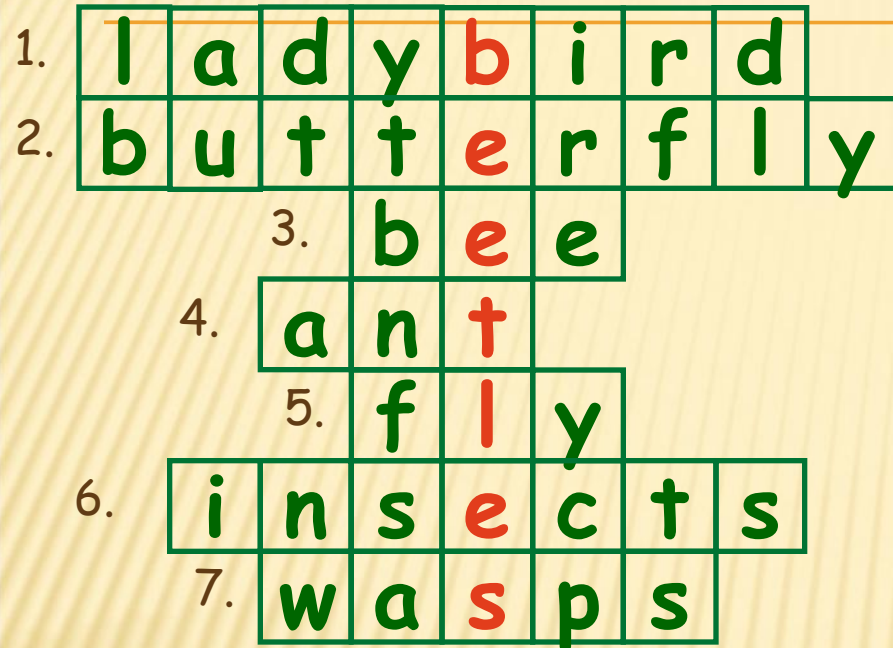 1. ladybird
2. butterfly
3. bee
4. ant
5. fly
6. insects
7. wasps